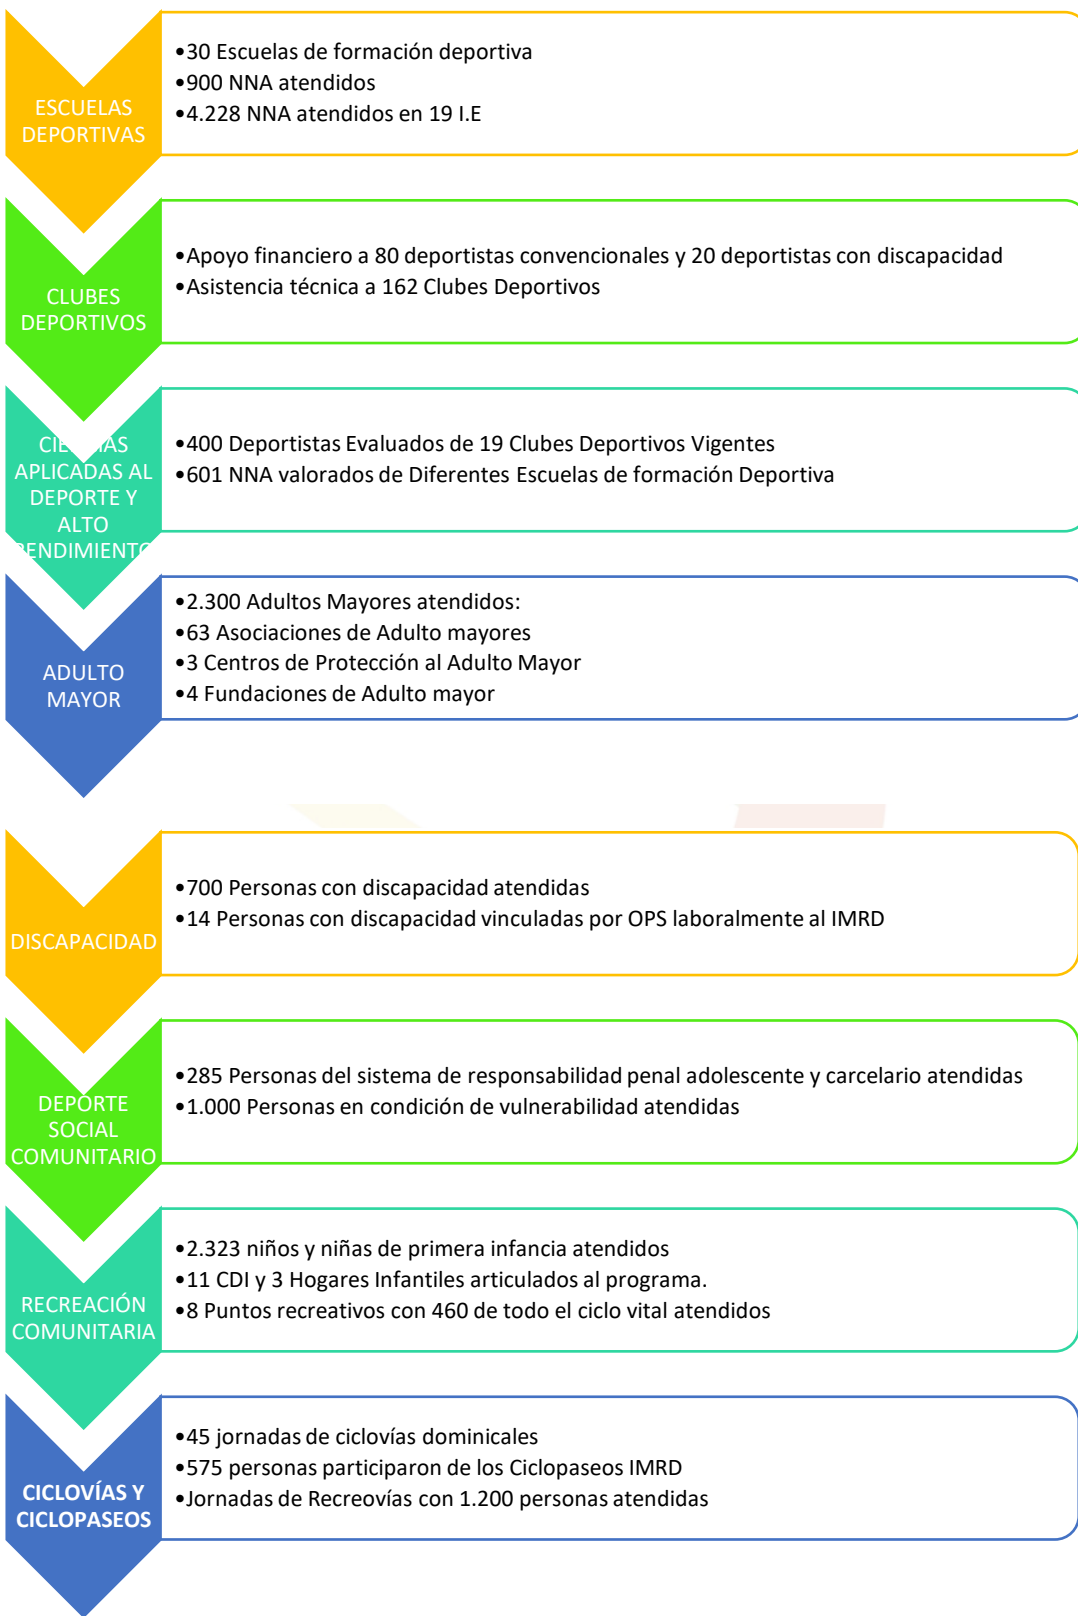 ESCUELAS
DEPORTIVAS
•30 Escuelas de formación deportiva
•900 NNA atendidos
•4.228 NNA atendidos en 19 I.E
CLUBES
DEPORTIVOS
•Apoyo financiero a 80 deportistas convencionales y 20 deportistas con discapacidad
•Asistencia técnica a 162 Clubes Deportivos
CIENCIAS
APLICADAS AL
DEPORTE Y
ALTO
RENDIMIENTO
•400 Deportistas Evaluados de 19 Clubes Deportivos Vigentes
•601 NNA valorados de Diferentes Escuelas de formación Deportiva
ADULTO
MAYOR
•2.300 Adultos Mayores atendidos:
•63 Asociaciones de Adulto mayores
•3 Centros de Protección al Adulto Mayor
•4 Fundaciones de Adulto mayor
DISCAPACIDAD
•700 Personas con discapacidad atendidas
•14 Personas con discapacidad vinculadas por OPS laboralmente al IMRD
DEPORTE
SOCIAL
COMUNITARIO
•285 Personas del sistema de responsabilidad penal adolescente y carcelario atendidas
•1.000 Personas en condición de vulnerabilidad atendidas
RECREACIÓN
COMUNITARIA
•2.323 niños y niñas de primera infancia atendidos
•11 CDI y 3 Hogares Infantiles articulados al programa.
•8 Puntos recreativos con 460 de todo el ciclo vital atendidos
CICLOVÍAS Y
CICLOPASEOS
•45 jornadas de ciclovías dominicales
•575 personas participaron de los Ciclopaseos IMRD
•Jornadas de Recreovías con 1.200 personas atendidas